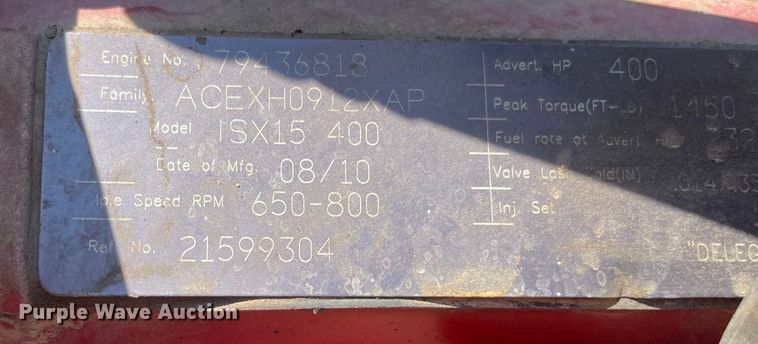 Engine No. 79436818
Family ACEXH0912XAP
Model ISX15 400
Date of Mfg. 08/10
Idle Speed RPM 650-800
Ref No. 21599304
Advert. HP 400
Peak Torque(FT-LB) 1450
Fuel rate at Advert.
Valve Lash Cold(IN)
Inj. Set
"DELEG
Purple Wave Auction